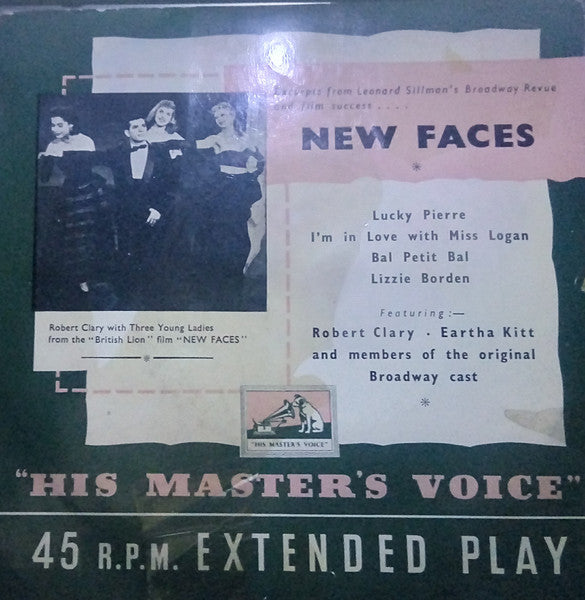 Excerpts from Leonard Sillman's Broadway Revue
and film success . . . .
NEW FACES
*
Lucky Pierre
I'm in Love with Miss Logan
Bal Petit Bal
Lizzie Borden
Featuring :—
Robert Clary · Eartha Kitt
and members of the original
Broadway cast
*
Robert Clary with Three Young Ladies
from the "British Lion" film "NEW FACES"
*
"HIS MASTER'S VOICE"
"HIS MASTER'S VOICE"
45 R.P.M. EXTENDED PLAY